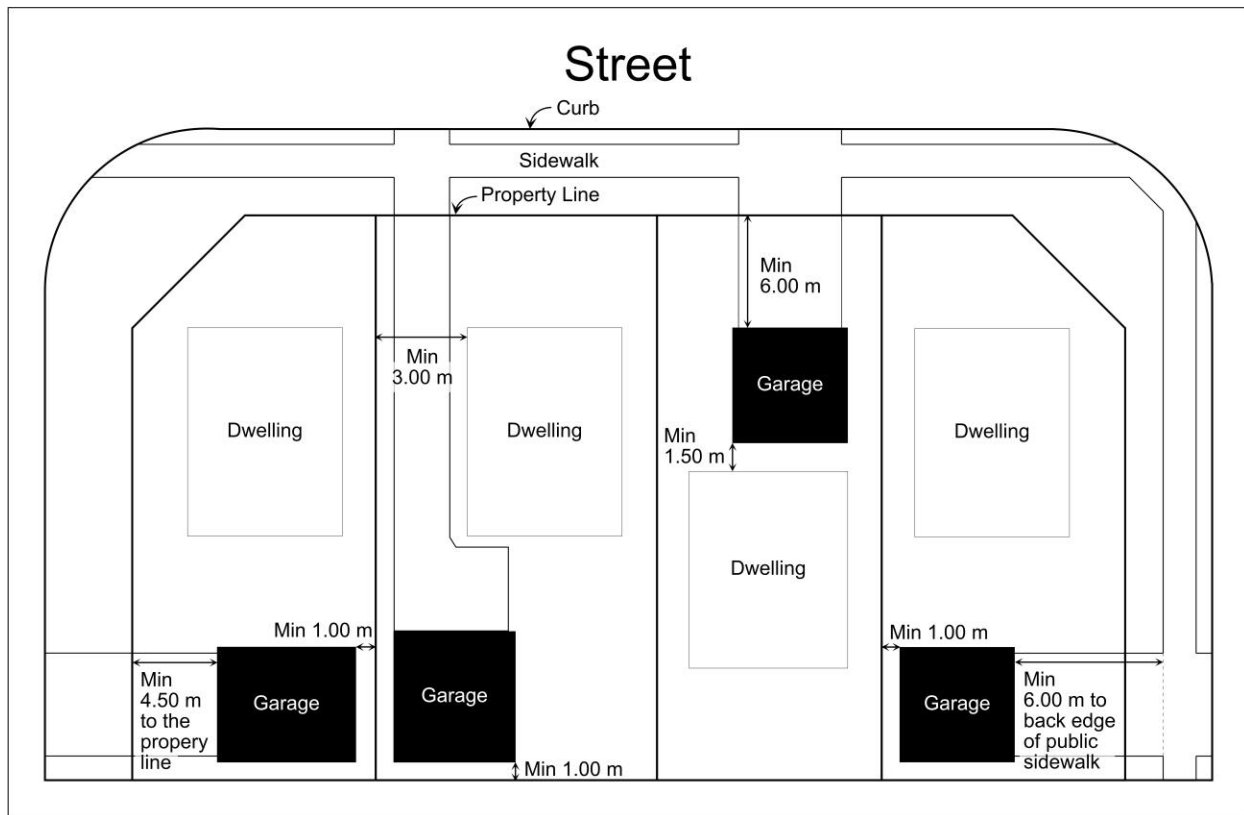 Street
Curb
Sidewalk
Property Line
Min
6.00 m
Min
3.00 m
Garage
Dwelling
Dwelling
Dwelling
Min
1.50 m
Dwelling
Min 1.00 m
Min 1.00 m
Min
4.50 m
to the
propery
line
Garage
Garage
Garage
Min
6.00 m to
back edge
of public
sidewalk
Min 1.00 m